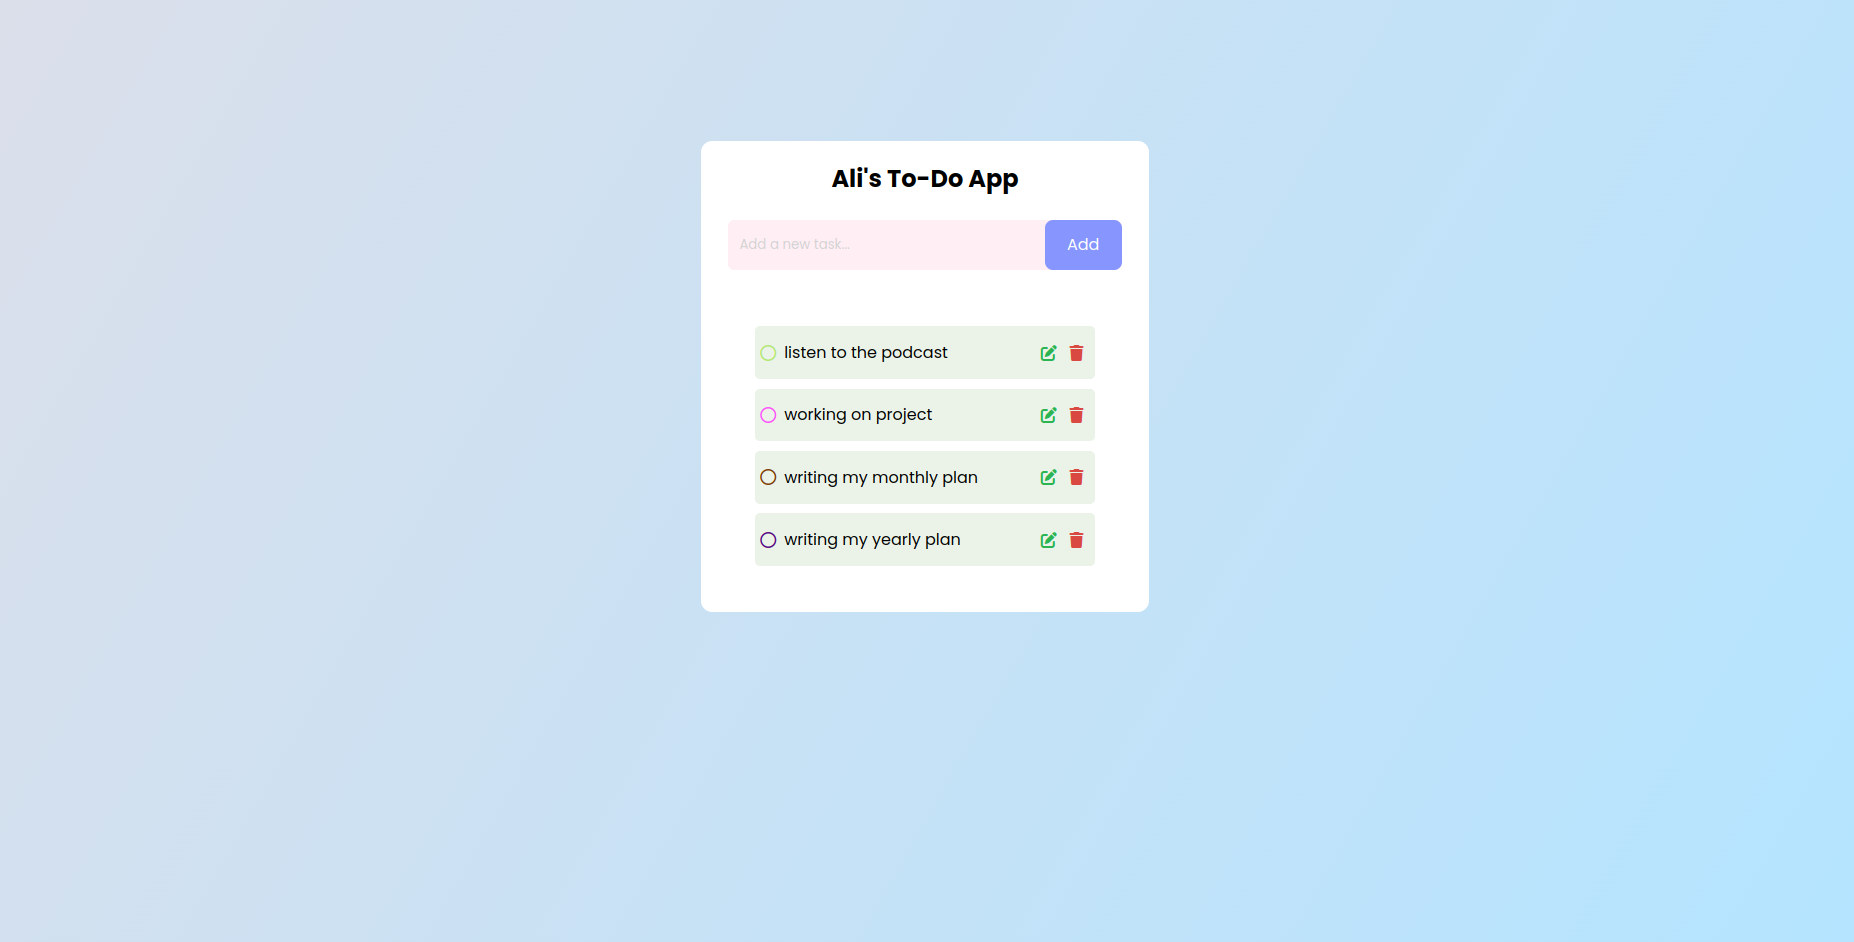 Ali's To-Do App
Add a new task...
Add
listen to the podcast
working on project
writing my monthly plan
writing my yearly plan